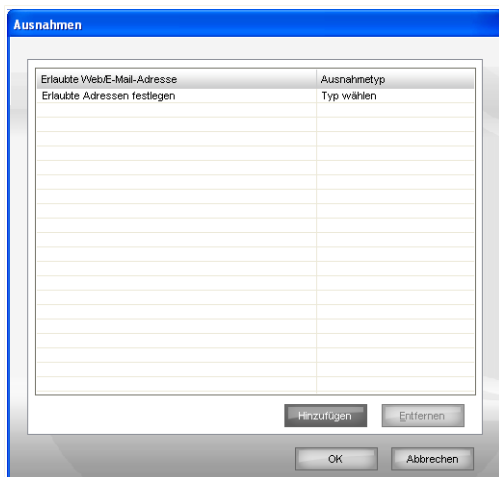 Ausnahmen
Erlaubte Web/E-Mail-Adresse Ausnahmetyp
Erlaubte Adressen festlegen Typ wählen
Hinzufügen Entfernen
OK Abbrechen